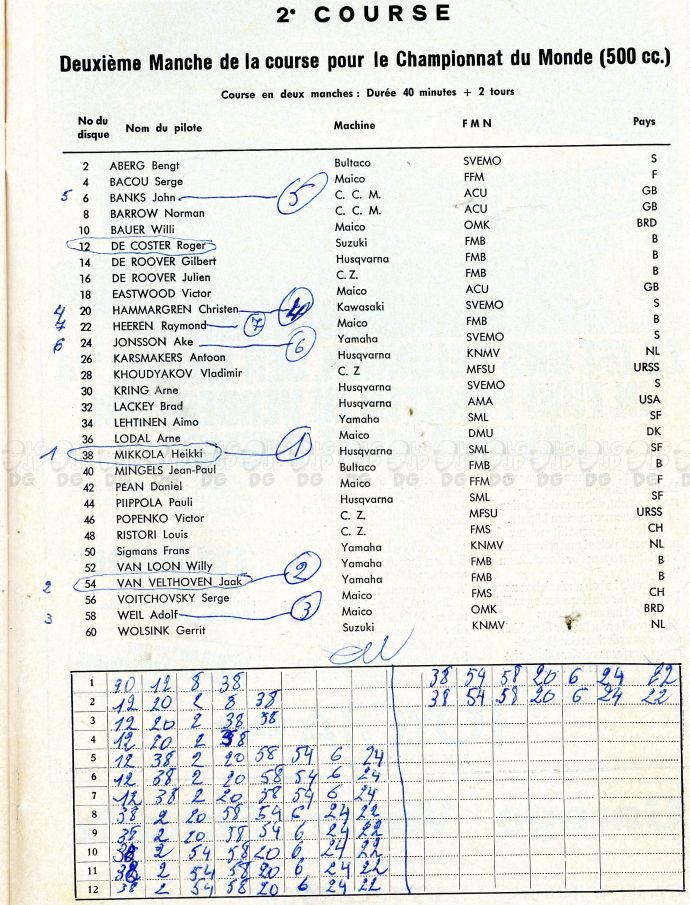 2e COURSE
Deuxième Manche de la course pour le Championnat du Monde (500 cc.)
Course en deux manches : Durée 40 minutes + 2 tours
No du disque Nom du pilote Machine F M N Pays
2 ABERG Bengt Bultaco SVEMO S
4 BACOU Serge Maico FFM F
5 6 BANKS John 5 C. C. M. ACU GB
8 BARROW Norman C. C. M. ACU GB
10 BAUER Willi Maico OMK BRD
12 DE COSTER Roger Suzuki FMB B
14 DE ROOVER Gilbert Husqvarna FMB B
16 DE ROOVER Julien C.Z. FMB B
18 EASTWOOD Victor Maico ACU GB
4 20 HAMMARGREN Christen 4 Kawasaki SVEMO S
7 22 HEEREN Raymond 7 Maico FMB B
6 24 JONSSON Ake 6 Yamaha SVEMO S
26 KARSMAKERS Antoon Husqvarna KNMV NL
28 KHOUDYAKOV Vladimir C. Z MFSU URSS
30 KRING Arne Husqvarna SVEMO S
32 LACKEY Brad Husqvarna AMA USA
34 LEHTINEN Aimo Yamaha SML SF
36 LODAL Arne Maico DMU DK
1 38 MIKKOLA Heikki 1 Husqvarna SML SF
40 MINGELS Jean-Paul Bultaco FMB B
42 PEAN Daniel Maico FFM F
44 PIIPPOLA Pauli Husqvarna SML SF
46 POPENKO Victor C. Z. MFSU URSS
48 RISTORI Louis C. Z. FMS CH
50 Sigmans Frans Yamaha KNMV NL
52 VAN LOON Willy Yamaha FMB B
2 54 VAN VELTHOVEN Jaak 2 Yamaha FMB B
56 VOITCHOVSKY Serge Maico FMS CH
3 58 WEIL Adolf 3 Maico OMK BRD
60 WOLSINK Gerrit Suzuki KNMV NL
1 20 12 8 38 38 54 58 20 6 24 22
2 12 20 2 8 38 38 54 58 20 6 24 22
3 12 20 2 38 58
4 12 20 2 38
5 12 38 2 20 58 54 6 24
6 12 38 2 20 58 54 6 24
7 12 38 2 20 58 54 6 24
8 38 2 20 58 54 6 24 22
9 38 2 20 58 54 6 24 22
10 38 2 54 58 20 6 24 22
11 38 2 54 58 20 6 24 22
12 38 2 54 58 20 6 24 22